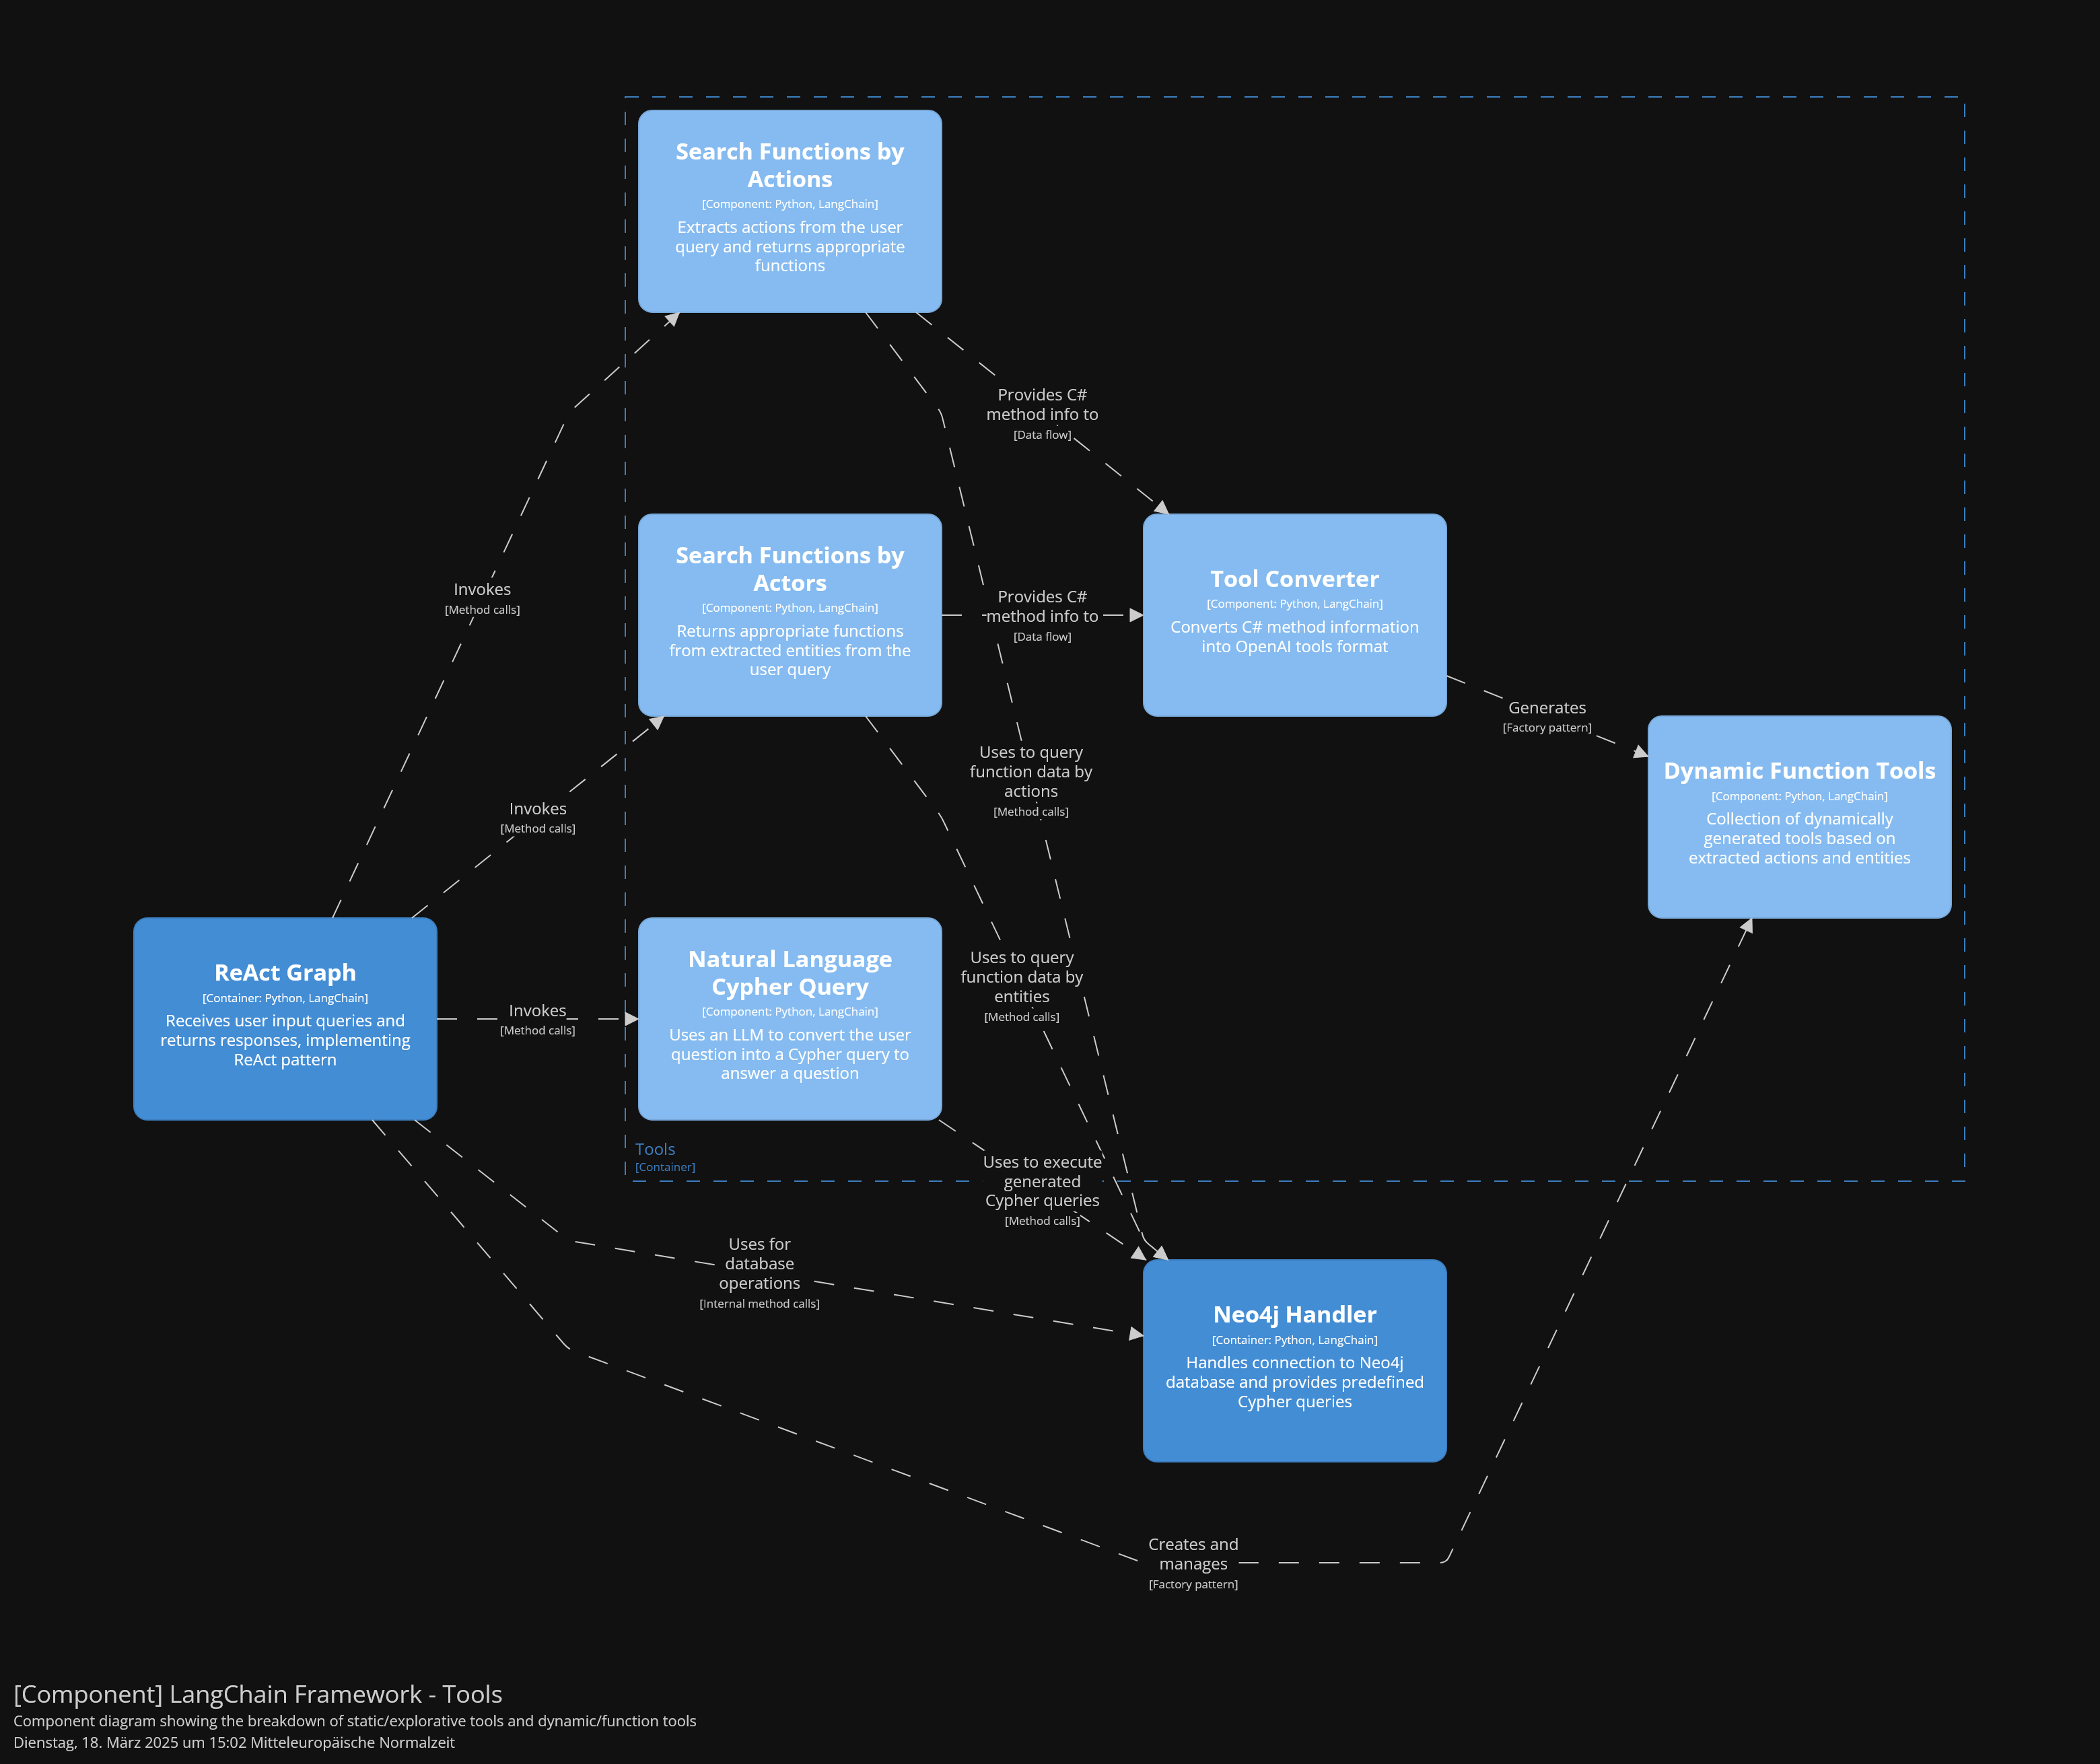 Search Functions by
Actions
[Component: Python, LangChain]
Extracts actions from the user
query and returns appropriate
functions
Provides C#
method info to
[Data flow]
Search Functions by
Actors
[Component: Python, LangChain]
Returns appropriate functions
from extracted entities from the
user query
Invokes
[Method calls]
Provides C#
method info to
[Data flow]
Tool Converter
[Component: Python, LangChain]
Converts C# method information
into OpenAI tools format
Generates
[Factory pattern]
Dynamic Function Tools
[Component: Python, LangChain]
Collection of dynamically
generated tools based on
extracted actions and entities
Uses to query
function data by
actions
[Method calls]
Invokes
[Method calls]
ReAct Graph
[Container: Python, LangChain]
Receives user input queries and
returns responses, implementing
ReAct pattern
Invokes
[Method calls]
Natural Language
Cypher Query
[Component: Python, LangChain]
Uses an LLM to convert the user
question into a Cypher query to
answer a question
Uses to query
function data by
entities
[Method calls]
Tools
[Container]
Uses to execute
generated
Cypher queries
[Method calls]
Uses for
database
operations
[Internal method calls]
Neo4j Handler
[Container: Python, LangChain]
Handles connection to Neo4j
database and provides predefined
Cypher queries
Creates and
manages
[Factory pattern]
[Component] LangChain Framework - Tools
Component diagram showing the breakdown of static/explorative tools and dynamic/function tools
Dienstag, 18. März 2025 um 15:02 Mitteleuropäische Normalzeit